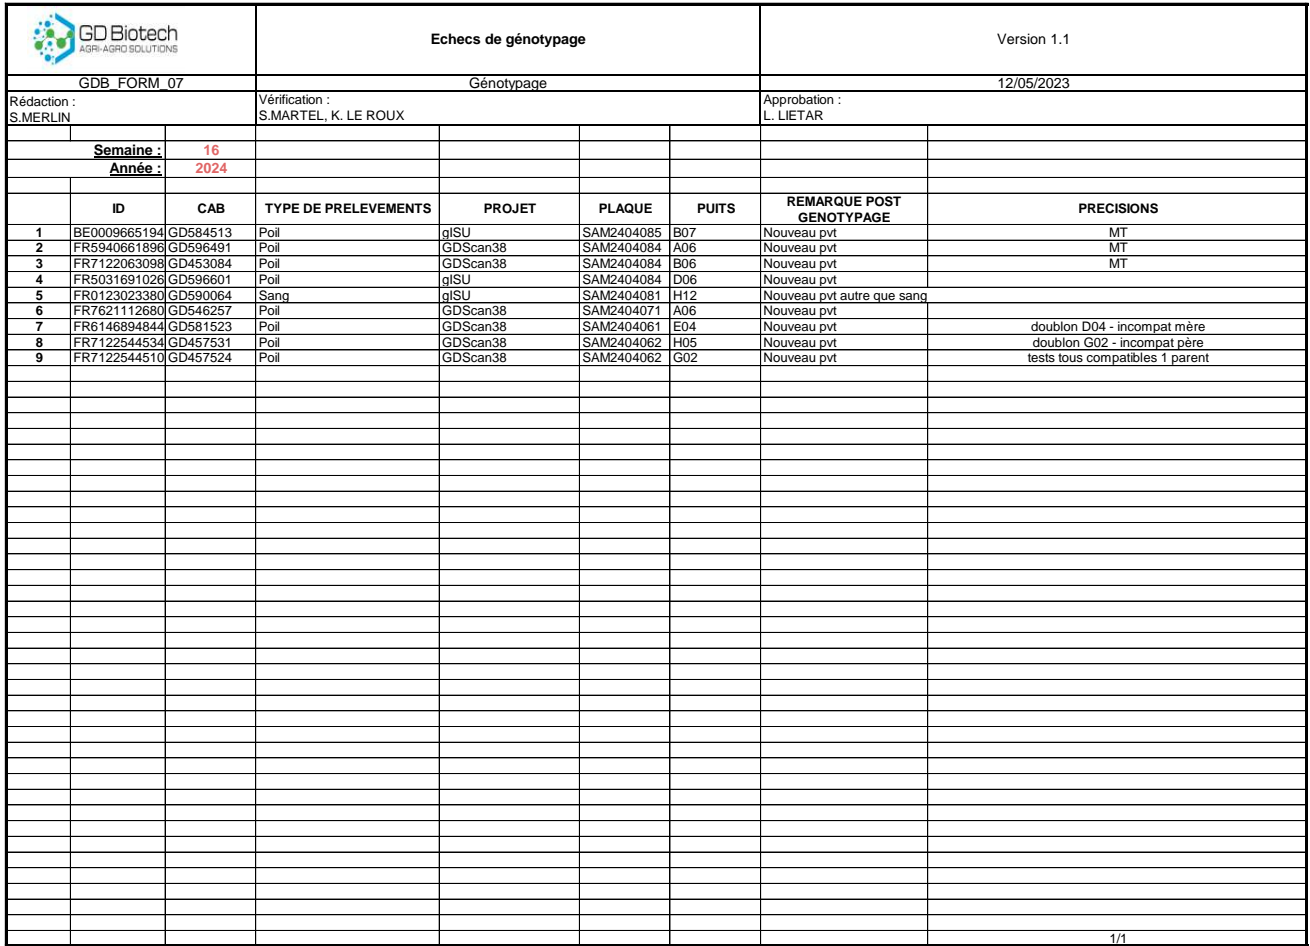 GD Biotech
AGRI-AGRO SOLUTIONS
Echecs de génotypage
Version 1.1
GDB_FORM_07 Génotypage 12/05/2023
Rédaction : Vérification : Approbation :
S.MERLIN S.MARTEL, K. LE ROUX L. LIETAR
Semaine : 16
Année : 2024
ID CAB TYPE DE PRELEVEMENTS PROJET PLAQUE PUITS REMARQUE POST GENOTYPAGE PRECISIONS
1 BE0009665194 GD584513 Poil gISU SAM2404085 B07 Nouveau pvt MT
2 FR5940661896 GD596491 Poil GDScan38 SAM2404084 A06 Nouveau pvt MT
3 FR7122063098 GD453084 Poil GDScan38 SAM2404084 B06 Nouveau pvt MT
4 FR5031691026 GD596601 Poil gISU SAM2404084 D06 Nouveau pvt
5 FR0123023380 GD590064 Sang gISU SAM2404081 H12 Nouveau pvt autre que sang
6 FR7621112680 GD546257 Poil GDScan38 SAM2404071 A06 Nouveau pvt
7 FR6146894844 GD581523 Poil GDScan38 SAM2404061 E04 Nouveau pvt doublon D04 - incompat mère
8 FR7122544534 GD457531 Poil GDScan38 SAM2404062 H05 Nouveau pvt doublon G02 - incompat père
9 FR7122544510 GD457524 Poil GDScan38 SAM2404062 G02 Nouveau pvt tests tous compatibles 1 parent
1/1